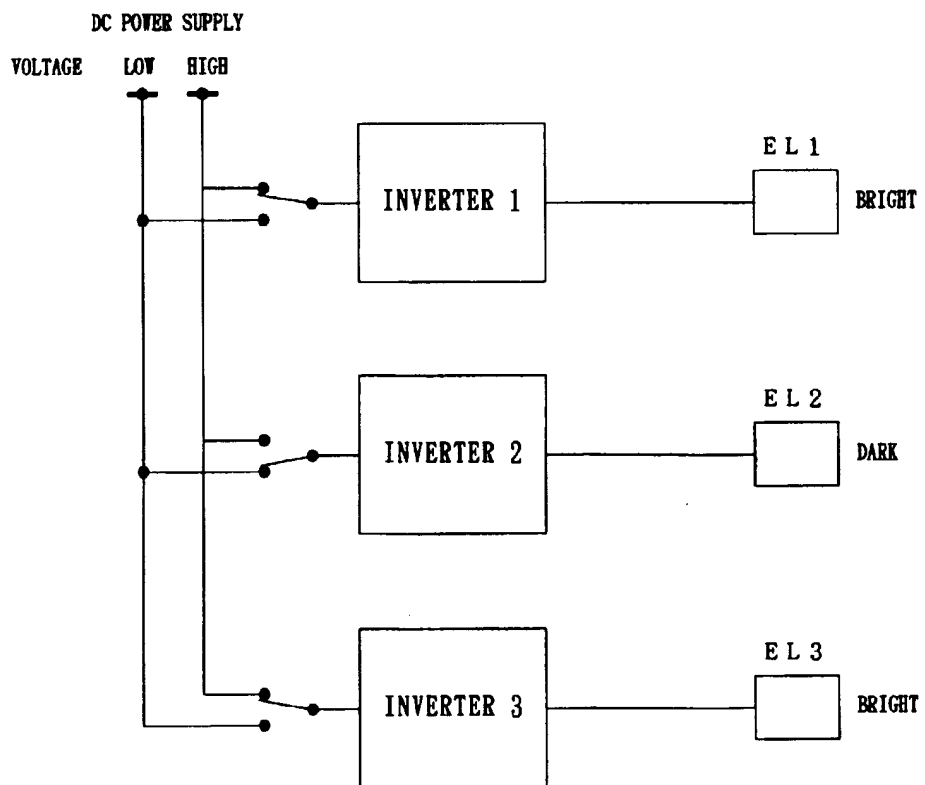 DC POWER SUPPLY
VOLTAGE LOW HIGH
EL1
INVERTER 1
BRIGHT
EL2
INVERTER 2
DARK
EL3
INVERTER 3
BRIGHT